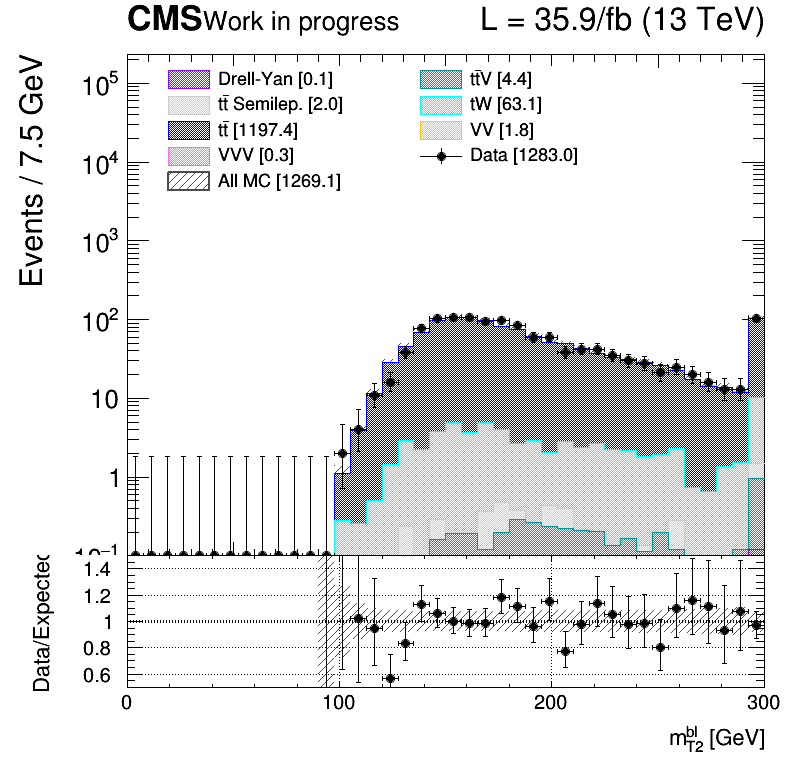 CMS Work in progress L = 35.9/fb (13 TeV)
Events / 7.5 GeV
Drell-Yan [0.1]
tt̄ Semilep. [2.0]
tt̄ [1197.4]
VVV [0.3]
All MC [1269.1]
tt̄V [4.4]
tW [63.1]
VV [1.8]
Data [1283.0]
10⁵
10⁴
10³
10²
10
1
10⁻¹
Data/Expected
1.4
1.2
1
0.8
0.6
0 100 200 300
m_{T2}^{bl} [GeV]